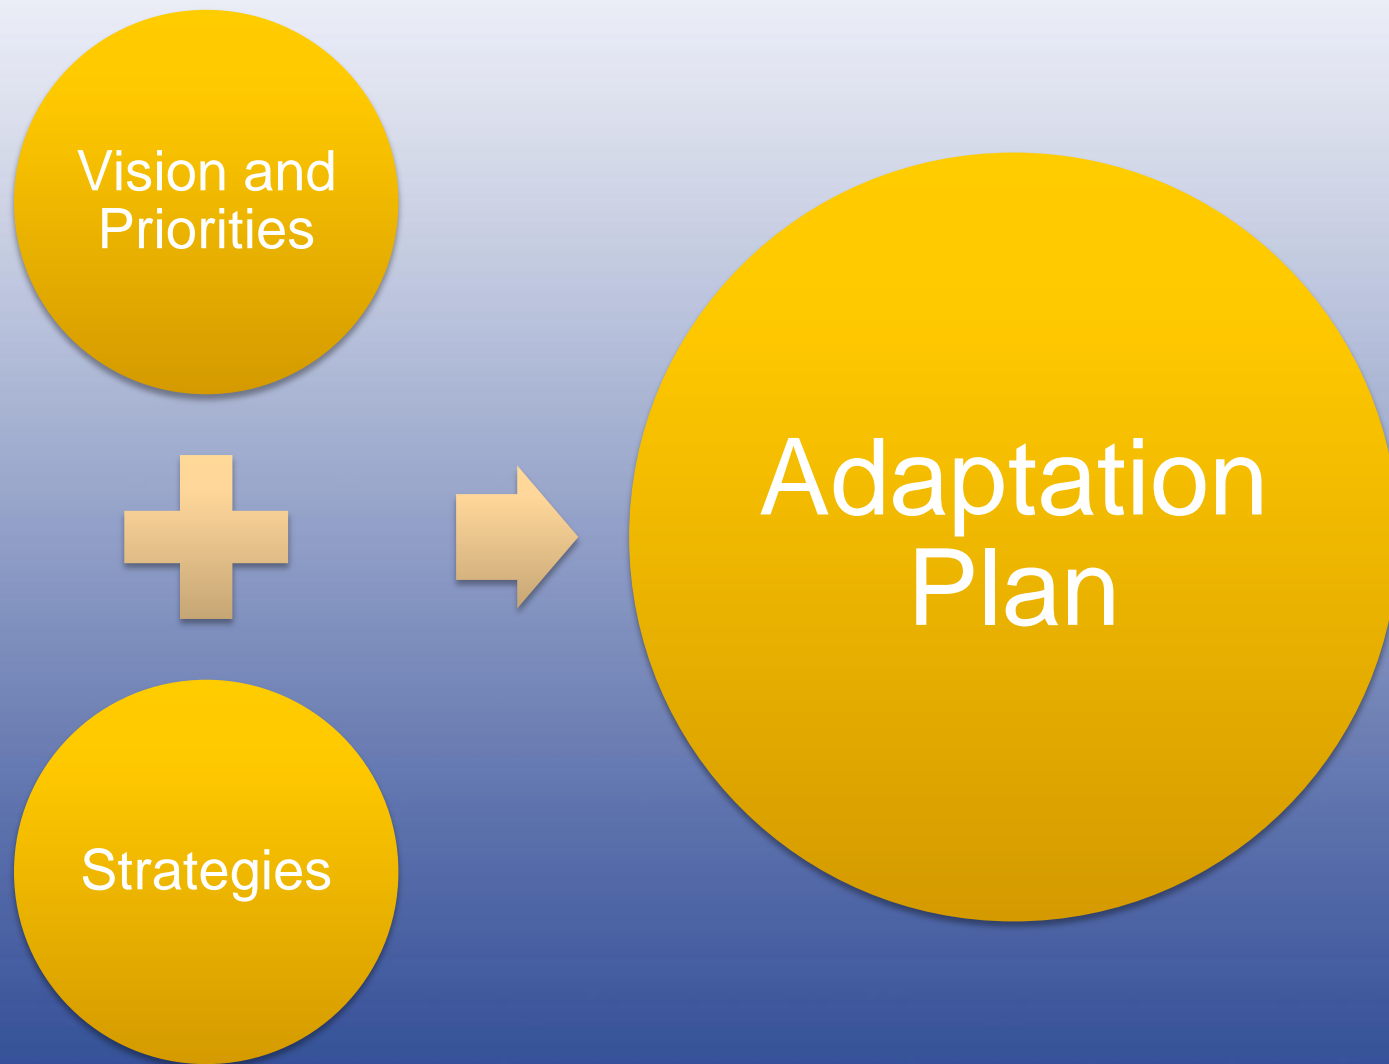 Vision and
Priorities
Strategies
Adaptation
Plan